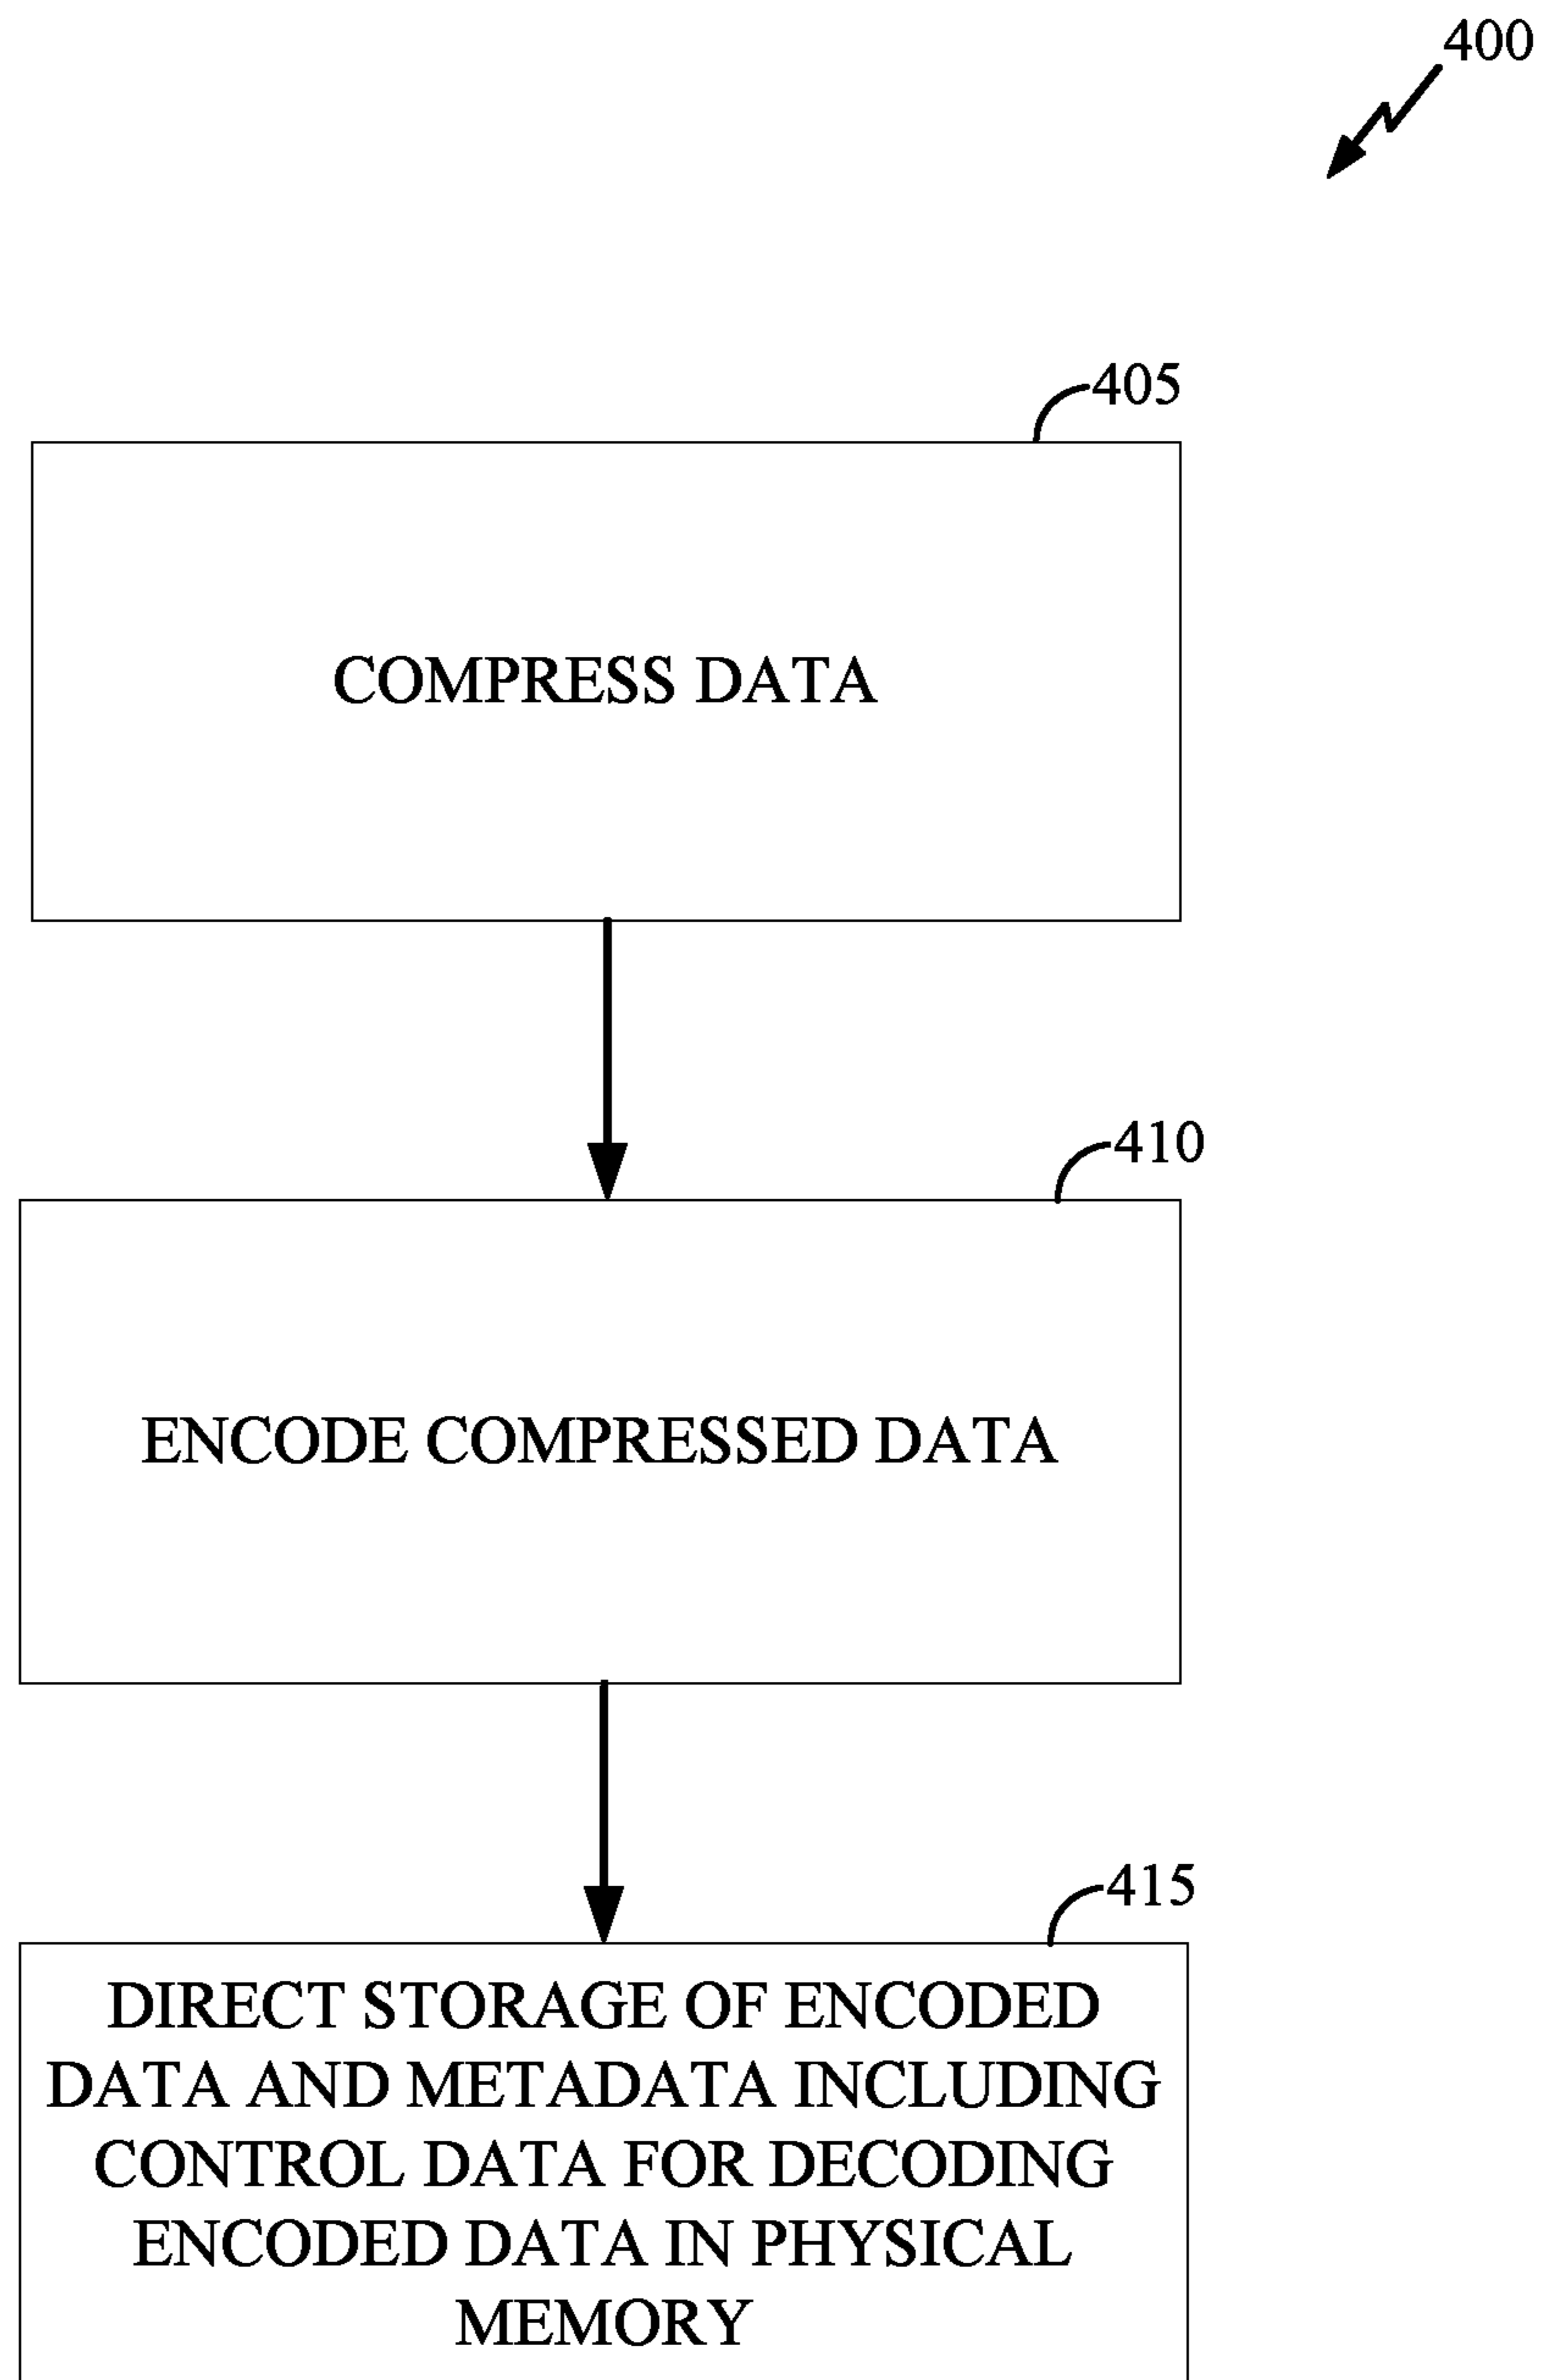 400
405
COMPRESS DATA
410
ENCODE COMPRESSED DATA
415
DIRECT STORAGE OF ENCODED
DATA AND METADATA INCLUDING
CONTROL DATA FOR DECODING
ENCODED DATA IN PHYSICAL
MEMORY